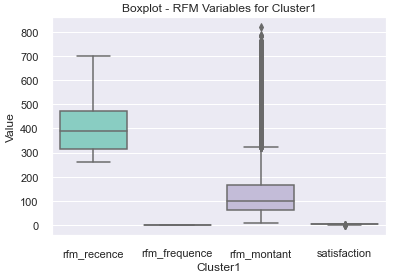 Boxplot - RFM Variables for Cluster1
800
700
600
500
400
300
200
100
0
Value
rfm_recence rfm_frequence rfm_montant satisfaction
Cluster1